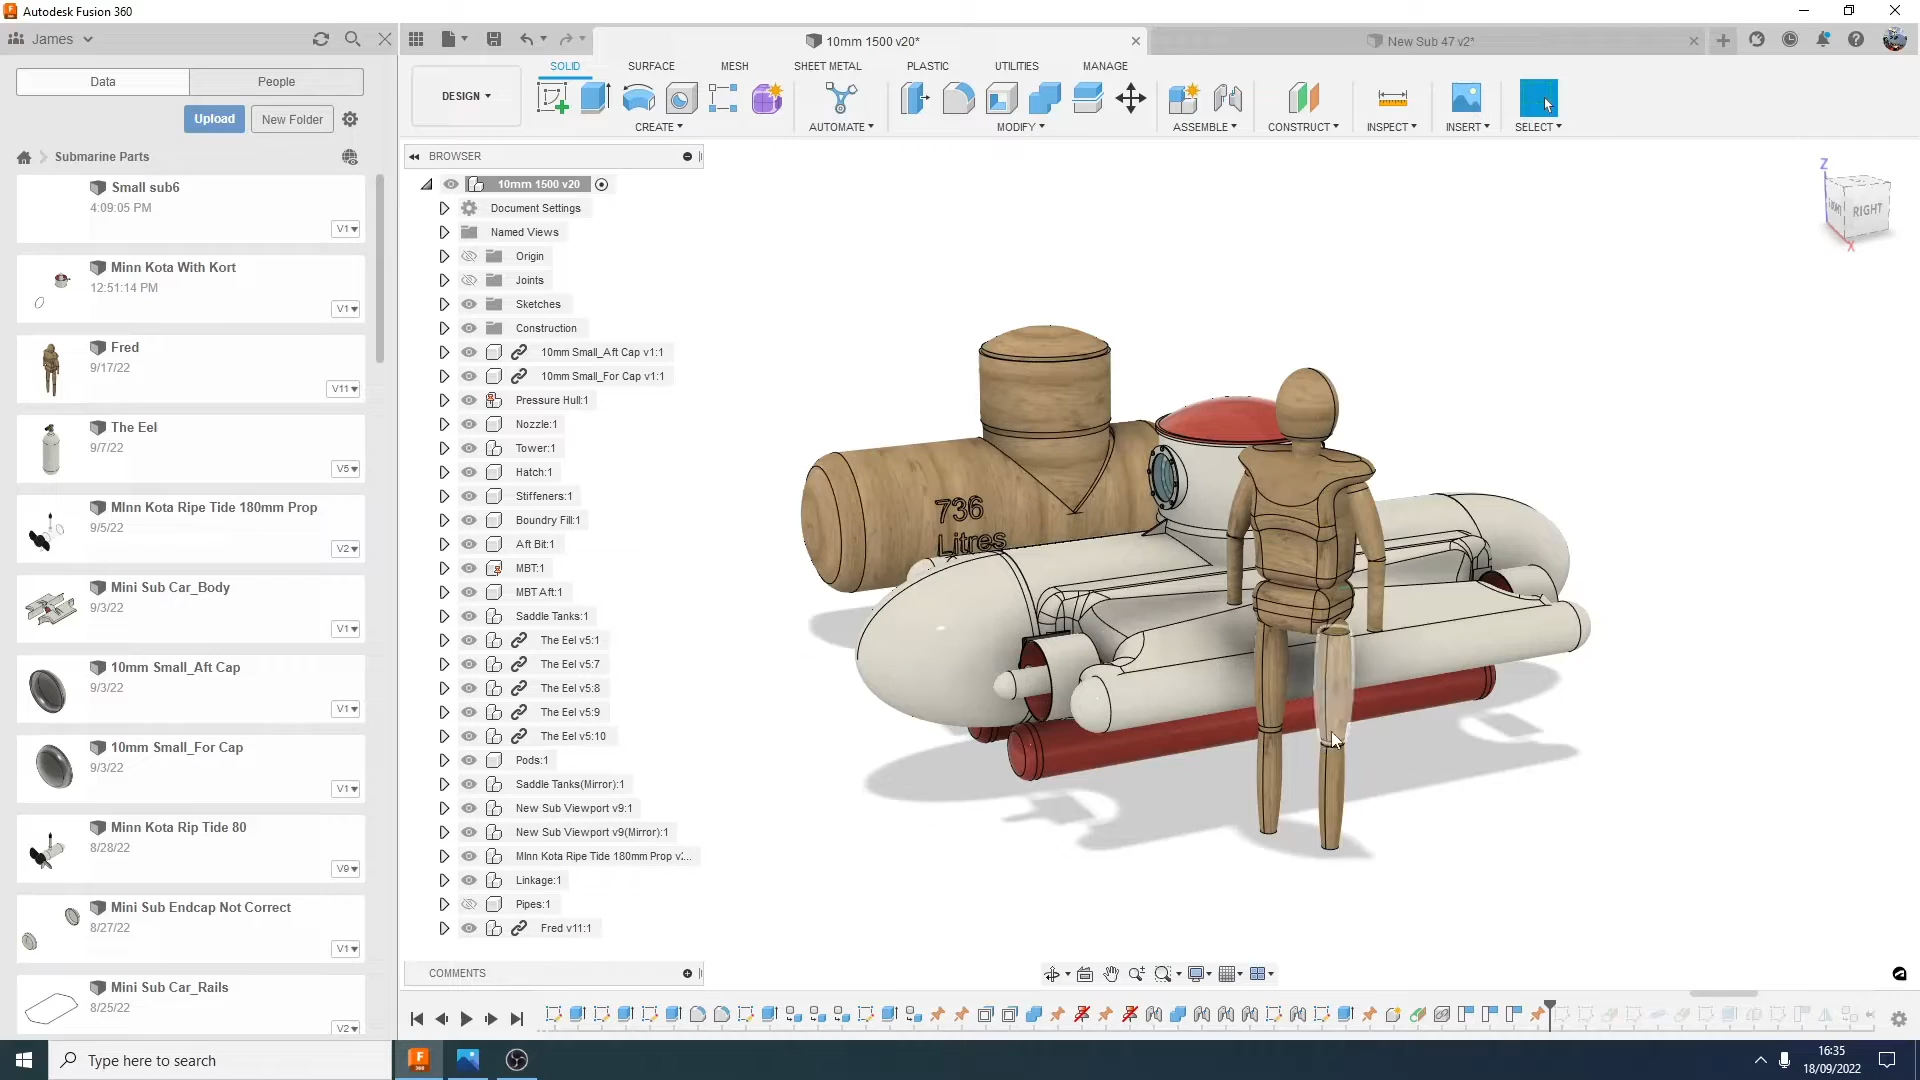 Autodesk Fusion 360
James
10mm 1500 v20*
New Sub 47 v2*
Data
People
Upload
New Folder
Submarine Parts
Small sub6
4:09:05 PM
V1
Minn Kota With Kort
12:51:14 PM
V1
Fred
9/17/22
V11
The Eel
9/7/22
V5
MInn Kota Ripe Tide 180mm Prop
9/5/22
V2
Mini Sub Car_Body
9/3/22
V1
10mm Small_Aft Cap
9/3/22
V1
10mm Small_For Cap
9/3/22
V1
Minn Kota Rip Tide 80
8/28/22
V9
Mini Sub Endcap Not Correct
8/27/22
V1
Mini Sub Car_Rails
8/25/22
V2
DESIGN
SOLID
SURFACE
MESH
SHEET METAL
PLASTIC
UTILITIES
MANAGE
CREATE
AUTOMATE
MODIFY
ASSEMBLE
CONSTRUCT
INSPECT
INSERT
SELECT
BROWSER
10mm 1500 v20
Document Settings
Named Views
Origin
Joints
Sketches
Construction
10mm Small_Aft Cap v1:1
10mm Small_For Cap v1:1
Pressure Hull:1
Nozzle:1
Tower:1
Hatch:1
Stiffeners:1
Boundry Fill:1
Aft Bit:1
MBT:1
MBT Aft:1
Saddle Tanks:1
The Eel v5:1
The Eel v5:7
The Eel v5:8
The Eel v5:9
The Eel v5:10
Pods:1
Saddle Tanks(Mirror):1
New Sub Viewport v9:1
New Sub Viewport v9(Mirror):1
MInn Kota Ripe Tide 180mm Prop v:...
Linkage:1
Pipes:1
Fred v11:1
COMMENTS
736
Litres
Z
RIGHT
X
Type here to search
16:35
18/09/2022